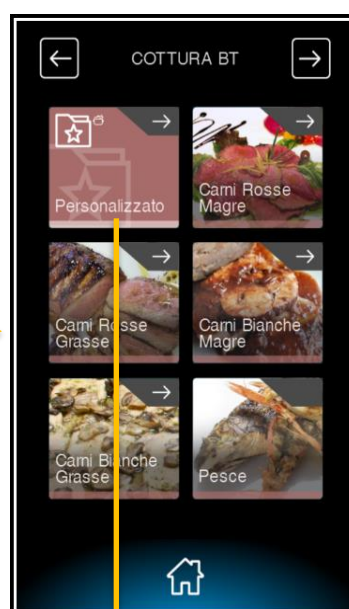 COTTURA BT
Personalizzato
Carni Rosse
Magre
Carni Rosse
Grasse
Carni Bianche
Magre
Carni Bianche
Grasse
Pesce